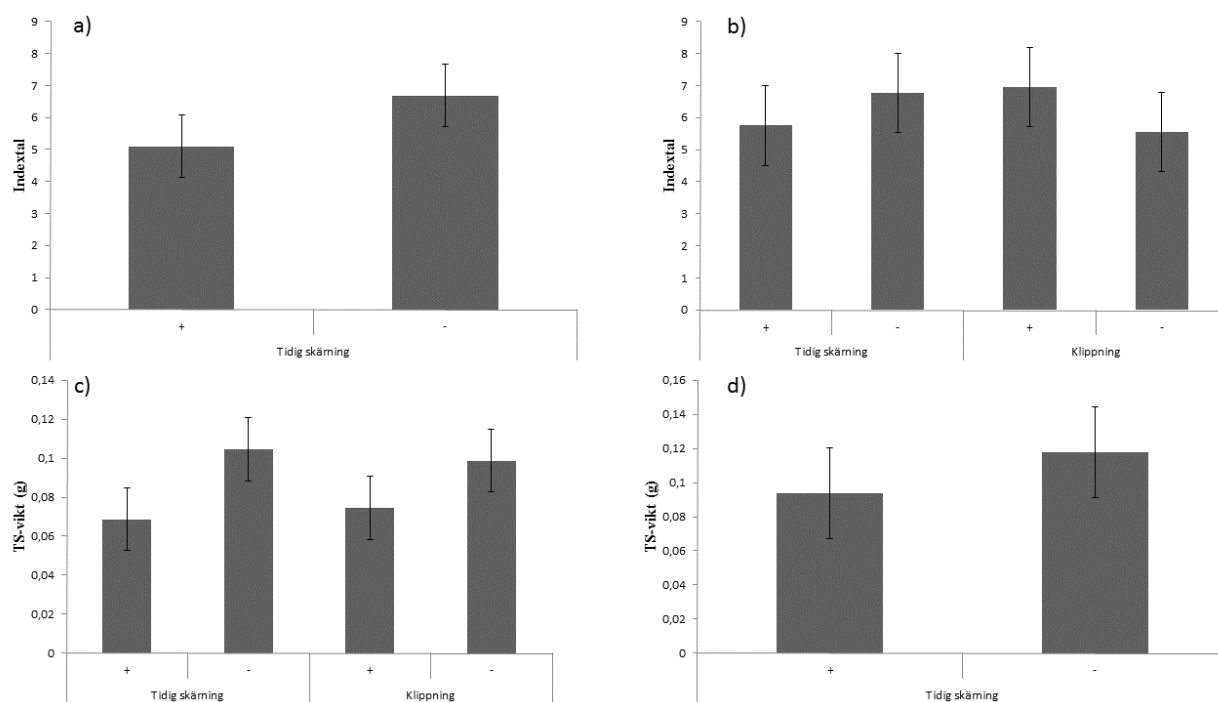 a)
9
8
7
6
5
4
3
2
1
0
Indextal
+ -
Tidig skärning
b)
9
8
7
6
5
4
3
2
1
0
Indextal
+ - + -
Tidig skärning Klippning
c)
0,14
0,12
0,1
0,08
0,06
0,04
0,02
0
TS-vikt (g)
+ - + -
Tidig skärning Klippning
d)
0,16
0,14
0,12
0,1
0,08
0,06
0,04
0,02
0
TS-vikt (g)
+ -
Tidig skärning